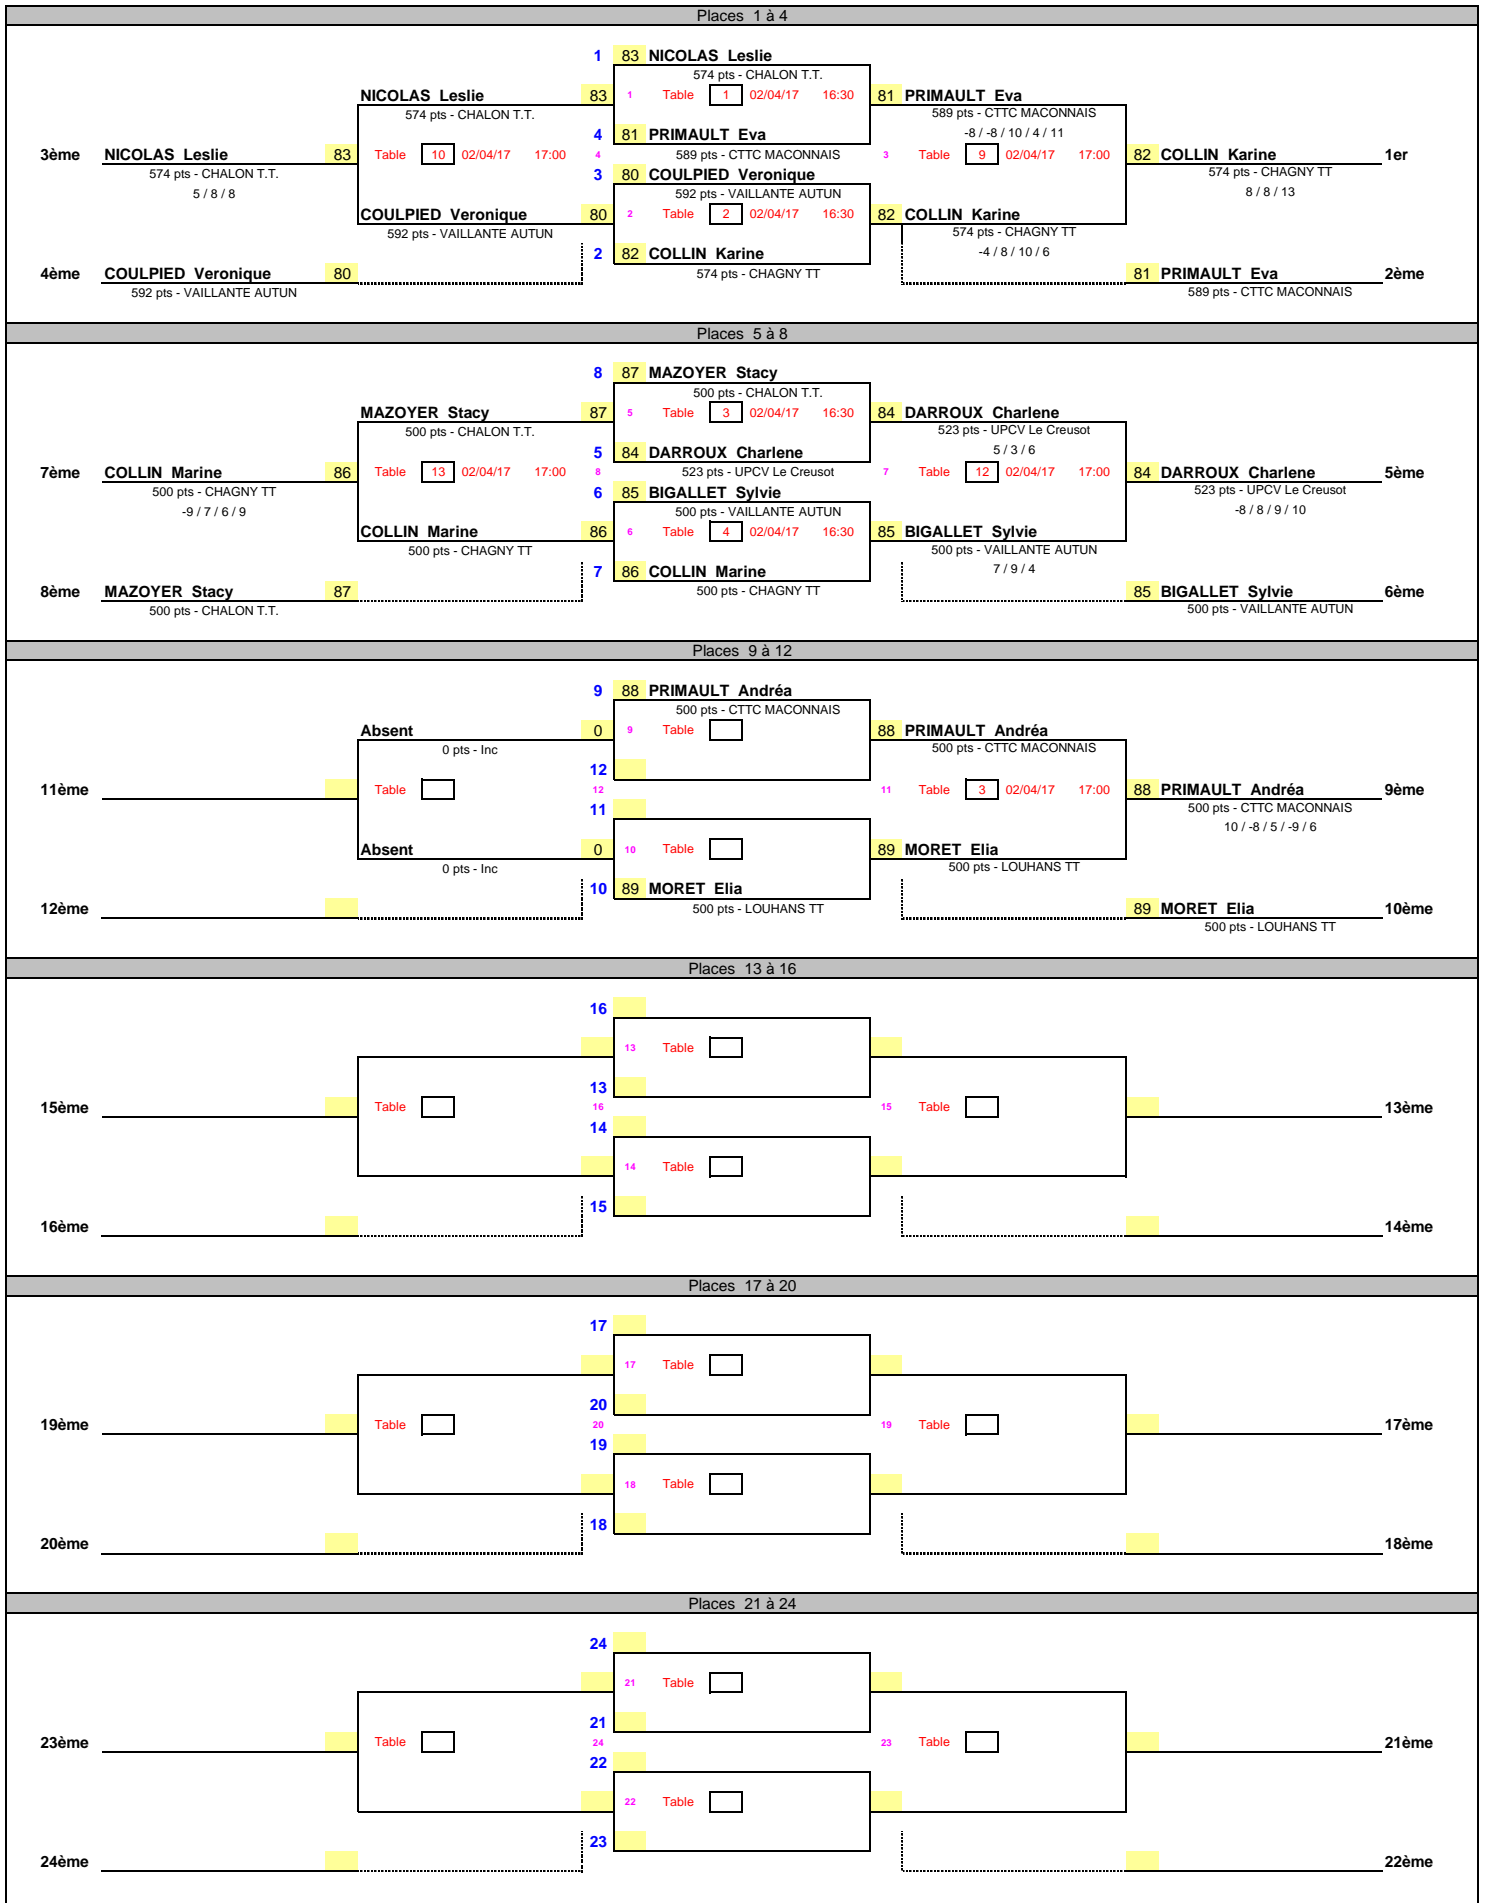 Places 1 à 4
1 83 NICOLAS Leslie
574 pts - CHALON T.T.
NICOLAS Leslie 83 1 Table 1 02/04/17 16:30 81 PRIMAULT Eva
574 pts - CHALON T.T. 589 pts - CTTC MACONNAIS
4 81 PRIMAULT Eva -8 / -8 / 10 / 4 / 11
3ème NICOLAS Leslie 83 Table 10 02/04/17 17:00 4 589 pts - CTTC MACONNAIS 3 Table 9 02/04/17 17:00 82 COLLIN Karine 1er
574 pts - CHALON T.T. 3 80 COULPIED Veronique 574 pts - CHAGNY TT
5 / 8 / 8 592 pts - VAILLANTE AUTUN 8 / 8 / 13
COULPIED Veronique 80 2 Table 2 02/04/17 16:30 82 COLLIN Karine
592 pts - VAILLANTE AUTUN 574 pts - CHAGNY TT
2 82 COLLIN Karine -4 / 8 / 10 / 6
4ème COULPIED Veronique 80 574 pts - CHAGNY TT 81 PRIMAULT Eva 2ème
592 pts - VAILLANTE AUTUN 589 pts - CTTC MACONNAIS
Places 5 à 8
8 87 MAZOYER Stacy
500 pts - CHALON T.T.
MAZOYER Stacy 87 5 Table 3 02/04/17 16:30 84 DARROUX Charlene
500 pts - CHALON T.T. 523 pts - UPCV Le Creusot
5 84 DARROUX Charlene 5 / 3 / 6
7ème COLLIN Marine 86 Table 13 02/04/17 17:00 8 523 pts - UPCV Le Creusot 7 Table 12 02/04/17 17:00 84 DARROUX Charlene 5ème
500 pts - CHAGNY TT 6 85 BIGALLET Sylvie 523 pts - UPCV Le Creusot
-9 / 7 / 6 / 9 500 pts - VAILLANTE AUTUN -8 / 8 / 9 / 10
COLLIN Marine 86 6 Table 4 02/04/17 16:30 85 BIGALLET Sylvie
500 pts - CHAGNY TT 500 pts - VAILLANTE AUTUN
7 86 COLLIN Marine 7 / 9 / 4
8ème MAZOYER Stacy 87 500 pts - CHAGNY TT 85 BIGALLET Sylvie 6ème
500 pts - CHALON T.T. 500 pts - VAILLANTE AUTUN
Places 9 à 12
9 88 PRIMAULT Andréa
500 pts - CTTC MACONNAIS
Absent 0 9 Table 88 PRIMAULT Andréa
0 pts - Inc 500 pts - CTTC MACONNAIS
12
11ème Table 12 11 Table 3 02/04/17 17:00 88 PRIMAULT Andréa 9ème
11 500 pts - CTTC MACONNAIS
10 / -8 / 5 / -9 / 6
Absent 0 10 Table 89 MORET Elia
0 pts - Inc 500 pts - LOUHANS TT
10 89 MORET Elia
12ème 500 pts - LOUHANS TT 89 MORET Elia 10ème
500 pts - LOUHANS TT
Places 13 à 16
16
13 Table
13
15ème Table 16 15 Table 13ème
14
14 Table
15
16ème 14ème
Places 17 à 20
17
17 Table
20
19ème Table 20 19 Table 17ème
19
18 Table
18
20ème 18ème
Places 21 à 24
24
21 Table
21
23ème Table 24 23 Table 21ème
22
22 Table
23
24ème 22ème